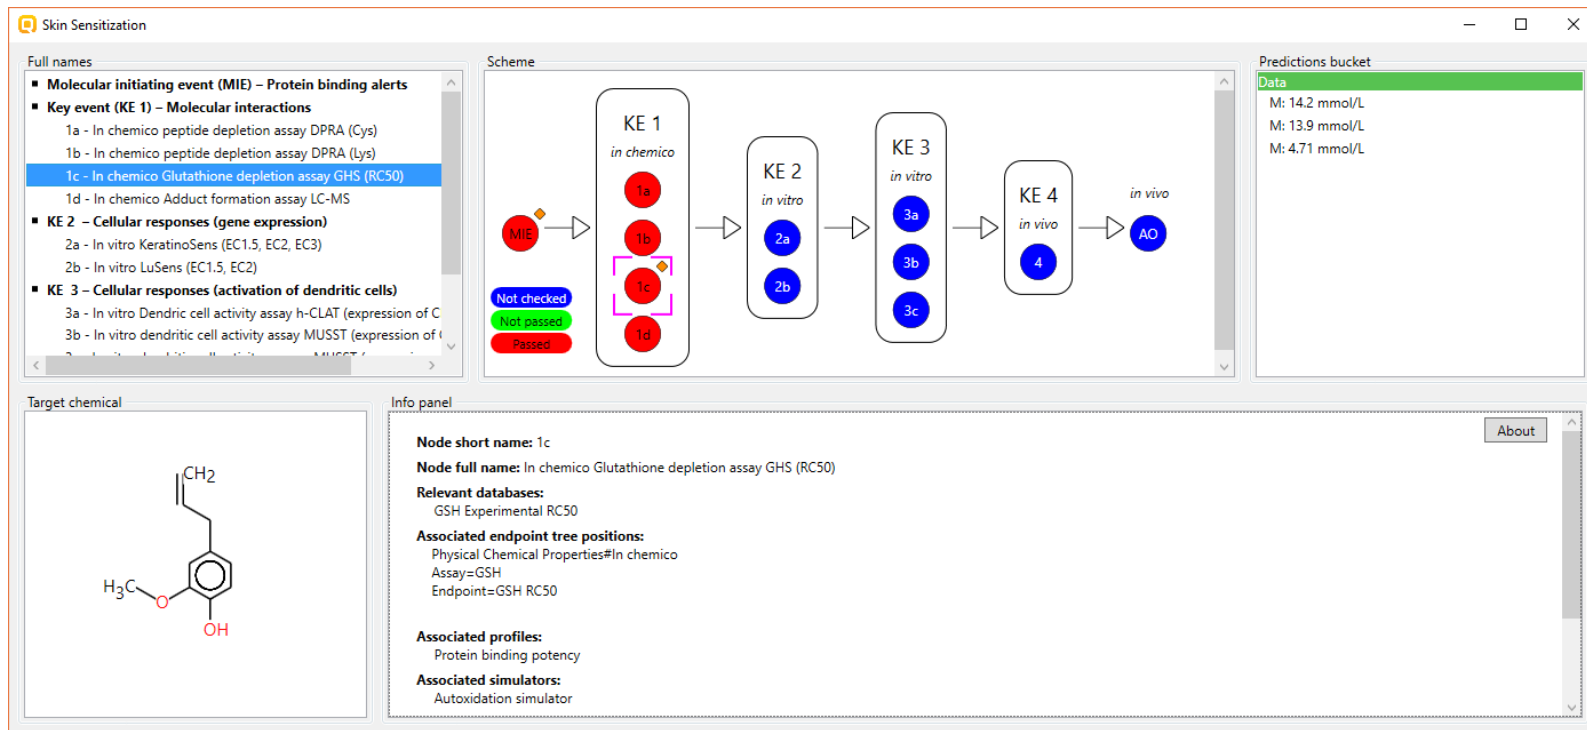 Skin Sensitization
Full names
Molecular initiating event (MIE) – Protein binding alerts
Key event (KE 1) – Molecular interactions
1a - In chemico peptide depletion assay DPRA (Cys)
1b - In chemico peptide depletion assay DPRA (Lys)
1c - In chemico Glutathione depletion assay GHS (RC50)
1d - In chemico Adduct formation assay LC-MS
KE 2 – Cellular responses (gene expression)
2a - In vitro KeratinoSens (EC1.5, EC2, EC3)
2b - In vitro LuSens (EC1.5, EC2)
KE 3 – Cellular responses (activation of dendritic cells)
3a - In vitro Dendric cell activity assay h-CLAT (expression of C
3b - In vitro dendritic cell activity assay MUSST (expression of
Scheme
MIE
KE 1
in chemico
1a
1b
1c
1d
KE 2
in vitro
2a
2b
KE 3
in vitro
3a
3b
3c
KE 4
in vivo
4
in vivo
AO
Not checked
Not passed
Passed
Predictions bucket
Data
M: 14.2 mmol/L
M: 13.9 mmol/L
M: 4.71 mmol/L
Target chemical
CH2
H3C
O
OH
Info panel
About
Node short name: 1c
Node full name: In chemico Glutathione depletion assay GHS (RC50)
Relevant databases:
GSH Experimental RC50
Associated endpoint tree positions:
Physical Chemical Properties#In chemico
Assay=GSH
Endpoint=GSH RC50
Associated profiles:
Protein binding potency
Associated simulators:
Autoxidation simulator